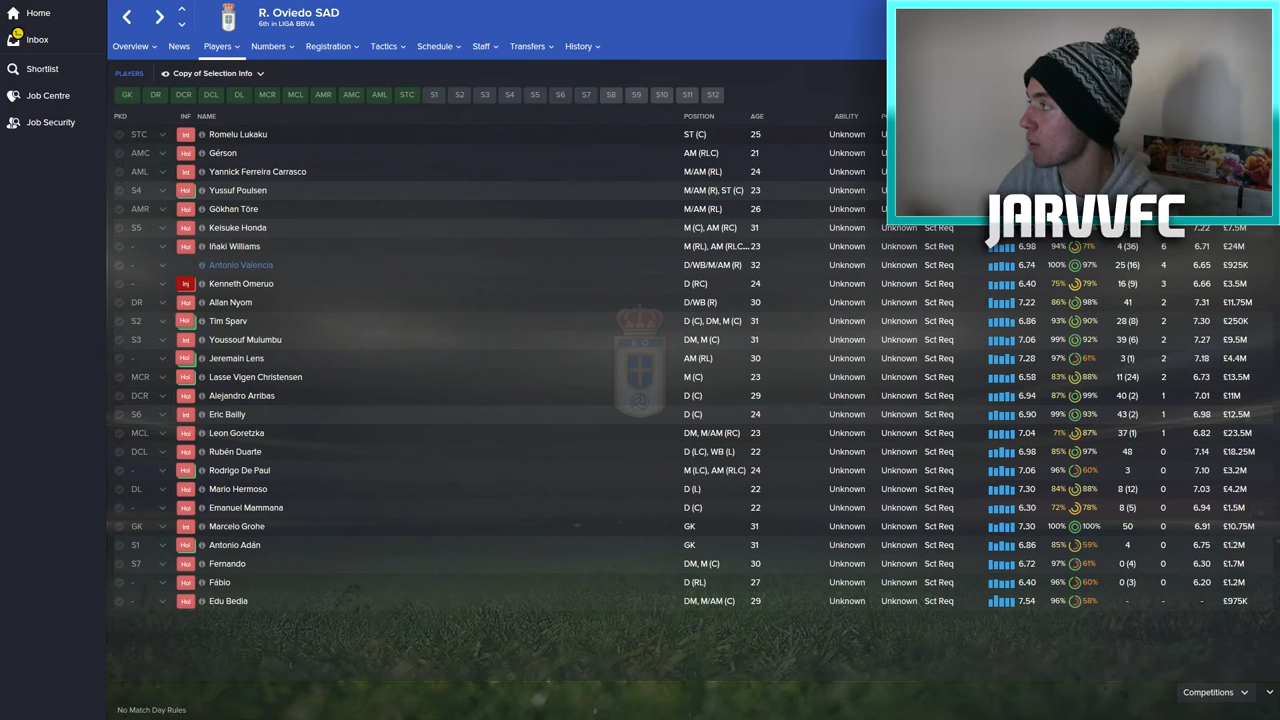 Home
Inbox
Shortlist
Job Centre
Job Security
R. Oviedo SAD
6th in LIGA BBVA
Overview News Players Numbers Registration Tactics Schedule Staff Transfers History
PLAYERS Copy of Selection Info
GK DR DCR DCL DL MCR MCL AMR AMC AML STC S1 S2 S3 S4 S5 S6 S7 S8 S9 S10 S11 S12
PKD INF NAME POSITION AGE ABILITY
STC Int Romelu Lukaku ST (C) 25 Unknown Unknown Sct Req
AMC Hol Gérson AM (RLC) 21 Unknown Unknown Sct Req
AML Int Yannick Ferreira Carrasco M/AM (RL) 24 Unknown Unknown Sct Req
S4 Hol Yussuf Poulsen M/AM (R), ST (C) 23 Unknown Unknown Sct Req
AMR Hol Gökhan Töre M/AM (RL) 26 Unknown Unknown Sct Req
S5 Hol Keisuke Honda M (C), AM (RC) 31 Unknown Unknown Sct Req 7.22 £7.5M
- Hol Iñaki Williams M (RL), AM (RLC... 23 Unknown Unknown Sct Req 6.98 94% 71% 4 (36) 6 6.71 £24M
- Antonio Valencia D/WB/M/AM (R) 32 Unknown Unknown Sct Req 6.74 100% 97% 25 (16) 4 6.65 £925K
- Inj Kenneth Omeruo D (RC) 24 Unknown Unknown Sct Req 6.40 75% 79% 16 (9) 3 6.66 £3.5M
DR Hol Allan Nyom D/WB (R) 30 Unknown Unknown Sct Req 7.22 86% 98% 41 2 7.31 £11.75M
S2 Hol Tim Sparv D (C), DM, M (C) 31 Unknown Unknown Sct Req 6.86 93% 90% 28 (8) 2 7.30 £250K
S3 Int Youssouf Mulumbu DM, M (C) 31 Unknown Unknown Sct Req 7.06 99% 92% 39 (6) 2 7.27 £9.5M
- Hol Jeremain Lens AM (RL) 30 Unknown Unknown Sct Req 7.28 97% 61% 3 (1) 2 7.18 £4.4M
MCR Hol Lasse Vigen Christensen M (C) 23 Unknown Unknown Sct Req 6.58 83% 88% 11 (24) 2 6.73 £13.5M
DCR Hol Alejandro Arribas D (C) 29 Unknown Unknown Sct Req 6.94 87% 99% 40 (2) 1 7.01 £11M
S6 Int Eric Bailly D (C) 24 Unknown Unknown Sct Req 6.90 99% 93% 43 (2) 1 6.98 £12.5M
MCL Hol Leon Goretzka DM, M/AM (RC) 23 Unknown Unknown Sct Req 7.04 71% 87% 37 (1) 1 6.82 £23.5M
DCL Hol Rubén Duarte D (LC), WB (L) 22 Unknown Unknown Sct Req 6.98 85% 97% 48 0 7.14 £18.25M
- Hol Rodrigo De Paul M (LC), AM (RLC) 24 Unknown Unknown Sct Req 7.06 96% 60% 3 0 7.10 £3.2M
DL Hol Mario Hermoso D (L) 22 Unknown Unknown Sct Req 7.30 84% 88% 8 (12) 0 7.03 £4.2M
- Hol Emanuel Mammana D (C) 22 Unknown Unknown Sct Req 6.30 72% 78% 8 (5) 0 6.94 £1.5M
GK Int Marcelo Grohe GK 31 Unknown Unknown Sct Req 7.30 100% 100% 50 0 6.91 £10.75M
S1 Hol Antonio Adán GK 31 Unknown Unknown Sct Req 6.86 85% 59% 4 0 6.75 £1.2M
S7 Hol Fernando DM, M (C) 30 Unknown Unknown Sct Req 6.72 97% 61% 0 (4) 0 6.30 £1.7M
- Hol Fábio D (RL) 27 Unknown Unknown Sct Req 6.40 96% 60% 0 (3) 0 6.20 £1.2M
- Hol Edu Bedia DM, M/AM (C) 29 Unknown Unknown Sct Req 7.54 96% 58% - - - £975K
JARVVFC
Competitions
No Match Day Rules